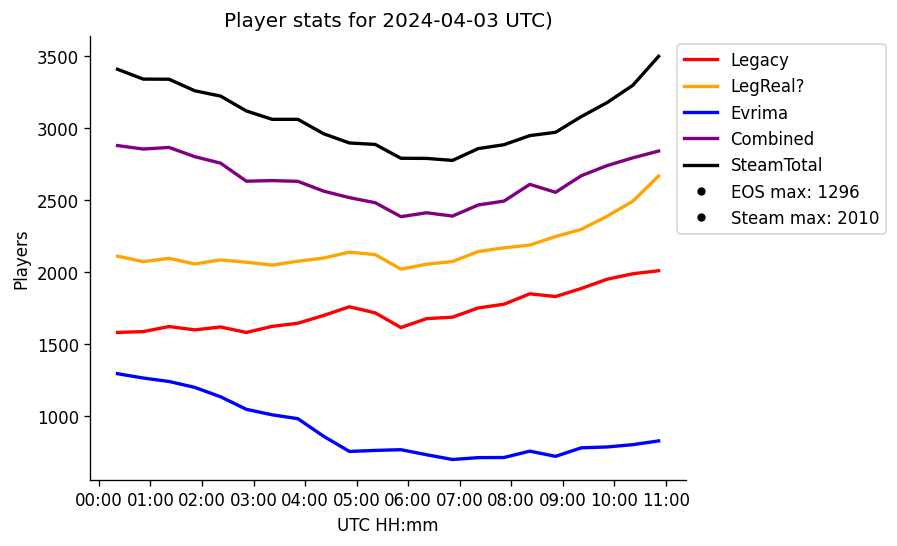 Player stats for 2024-04-03 UTC)
Legacy
LegReal?
Evrima
Combined
SteamTotal
EOS max: 1296
Steam max: 2010
Players
3500
3000
2500
2000
1500
1000
00:00 01:00 02:00 03:00 04:00 05:00 06:00 07:00 08:00 09:00 10:00 11:00
UTC HH:mm